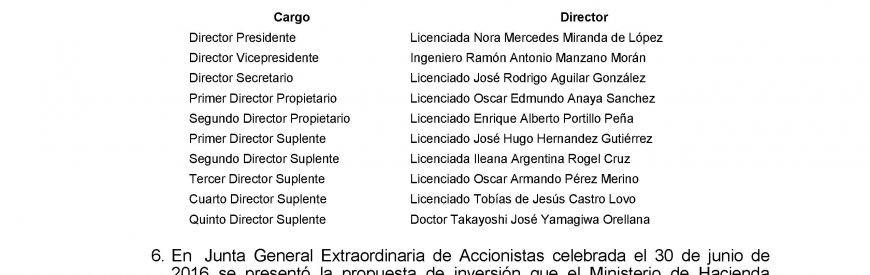 Cargo Director
Director Presidente Licenciada Nora Mercedes Miranda de López
Director Vicepresidente Ingeniero Ramón Antonio Manzano Morán
Director Secretario Licenciado José Rodrigo Aguilar González
Primer Director Propietario Licenciado Oscar Edmundo Anaya Sanchez
Segundo Director Propietario Licenciado Enrique Alberto Portillo Peña
Primer Director Suplente Licenciado José Hugo Hernandez Gutiérrez
Segundo Director Suplente Licenciada Ileana Argentina Rogel Cruz
Tercer Director Suplente Licenciado Oscar Armando Pérez Merino
Cuarto Director Suplente Licenciado Tobías de Jesús Castro Lovo
Quinto Director Suplente Doctor Takayoshi José Yamagiwa Orellana
6. En Junta General Extraordinaria de Accionistas celebrada el 30 de junio de
2016 se presentó la propuesta de inversión que el Ministerio de Hacienda